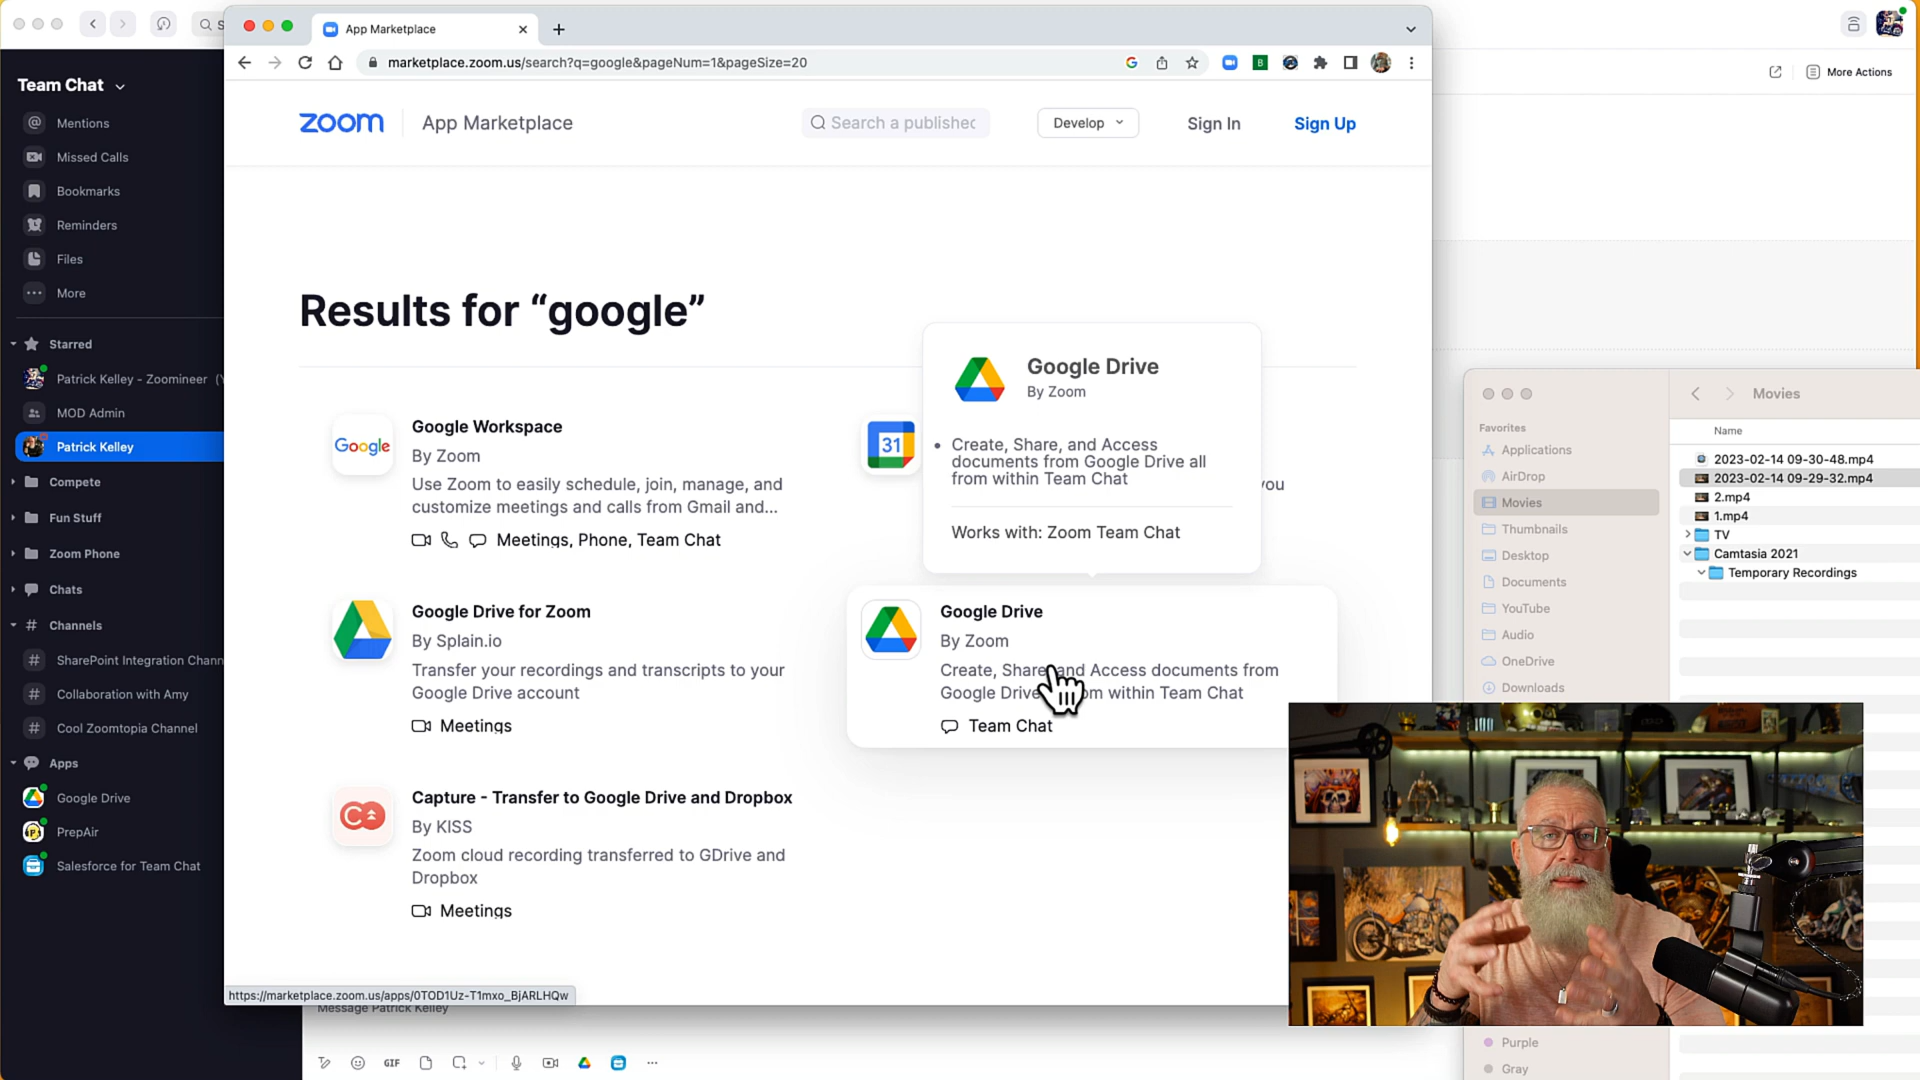 Team Chat
Mentions
Missed Calls
Bookmarks
Reminders
Files
More
Starred
Patrick Kelley - Zoomineer
MOD Admin
Patrick Kelley
Compete
Fun Stuff
Zoom Phone
Chats
Channels
SharePoint Integration Chann
Collaboration with Amy
Cool Zoomtopia Channel
Apps
Google Drive
PrepAir
Salesforce for Team Chat
App Marketplace
marketplace.zoom.us/search?q=google&pageNum=1&pageSize=20
zoom
App Marketplace
Search a published
Develop
Sign In
Sign Up
Results for “google”
Google
Google Workspace
By Zoom
Use Zoom to easily schedule, join, manage, and
customize meetings and calls from Gmail and...
Meetings, Phone, Team Chat
31
you
Google Drive
By Zoom
• Create, Share, and Access
documents from Google Drive all
from within Team Chat
Works with: Zoom Team Chat
Google Drive for Zoom
By Splain.io
Transfer your recordings and transcripts to your
Google Drive account
Meetings
Google Drive
By Zoom
Create, Share, and Access documents from
Google Drive within Team Chat
Team Chat
Capture - Transfer to Google Drive and Dropbox
By KISS
Zoom cloud recording transferred to GDrive and
Dropbox
Meetings
https://marketplace.zoom.us/apps/0TOD1Uz-T1mxo_BjARLHQw
Message Patrick Kelley
GIF
More Actions
Movies
Favorites
Applications
AirDrop
Movies
Thumbnails
Desktop
Documents
YouTube
Audio
OneDrive
Downloads
Purple
Gray
Name
2023-02-14 09-30-48.mp4
2023-02-14 09-29-32.mp4
2.mp4
1.mp4
TV
Camtasia 2021
Temporary Recordings